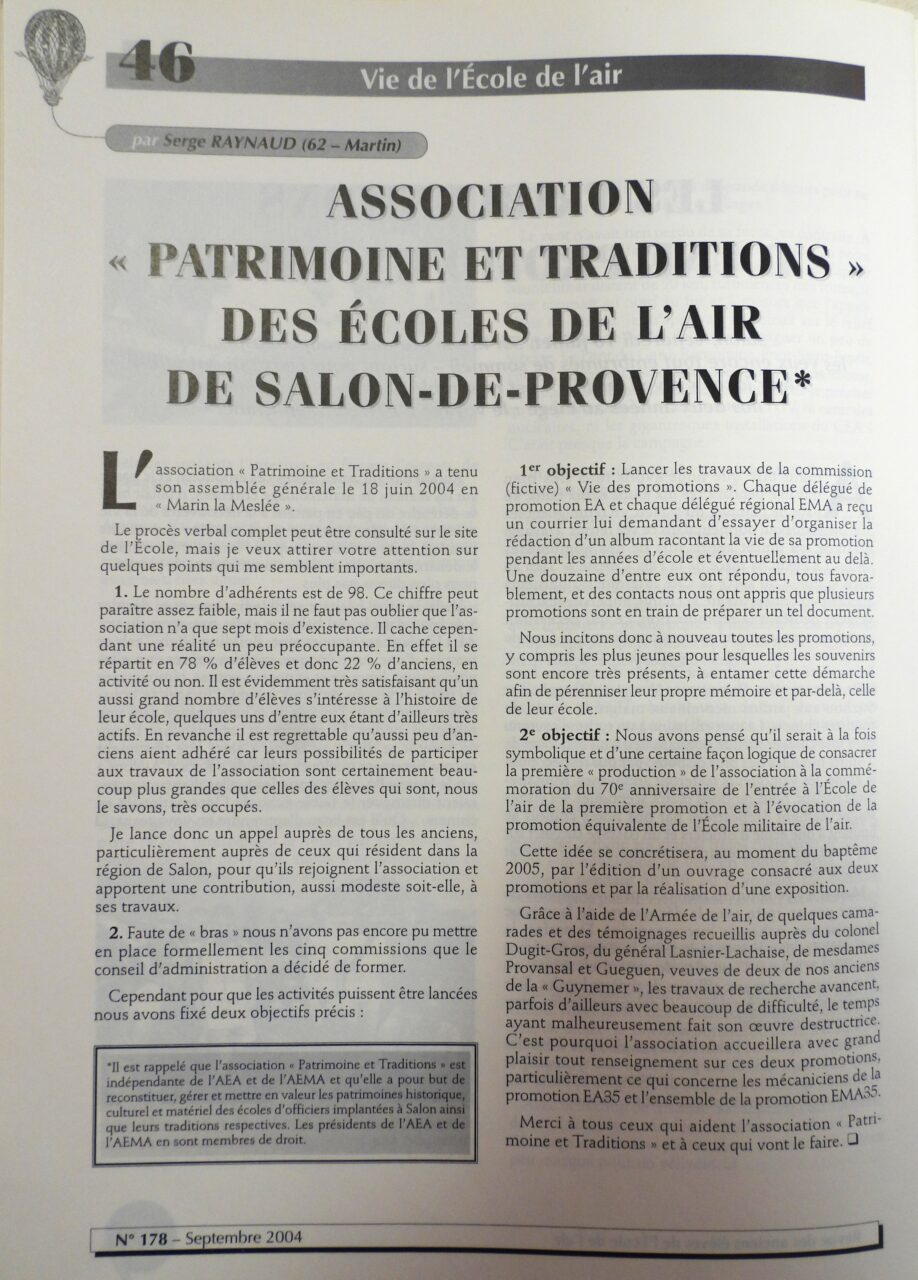 46
Vie de l'École de l'air
par Serge RAYNAUD (62 – Martin)
ASSOCIATION
« PATRIMOINE ET TRADITIONS »
DES ÉCOLES DE L'AIR
DE SALON-DE-PROVENCE*
L'association « Patrimoine et Traditions » a tenu
son assemblée générale le 18 juin 2004 en
« Marin la Meslée ».
Le procès verbal complet peut être consulté sur le site
de l'École, mais je veux attirer votre attention sur
quelques points qui me semblent importants.
1. Le nombre d'adhérents est de 98. Ce chiffre peut
paraître assez faible, mais il ne faut pas oublier que l'as-
sociation n'a que sept mois d'existence. Il cache cepen-
dant une réalité un peu préoccupante. En effet il se
répartit en 78 % d'élèves et donc 22 % d'anciens, en
activité ou non. Il est évidemment très satisfaisant qu'un
aussi grand nombre d'élèves s'intéresse à l'histoire de
leur école, quelques uns d'entre eux étant d'ailleurs très
actifs. En revanche il est regrettable qu'aussi peu d'an-
ciens aient adhéré car leurs possibilités de participer
aux travaux de l'association sont certainement beau-
coup plus grandes que celles des élèves qui sont, nous
le savons, très occupés.
Je lance donc un appel auprès de tous les anciens,
particulièrement auprès de ceux qui résident dans la
région de Salon, pour qu'ils rejoignent l'association et
apportent une contribution, aussi modeste soit-elle, à
ses travaux.
2. Faute de « bras » nous n'avons pas encore pu mettre
en place formellement les cinq commissions que le
conseil d'administration a décidé de former.
Cependant pour que les activités puissent être lancées
nous avons fixé deux objectifs précis :
*Il est rappelé que l'association « Patrimoine et Traditions » est
indépendante de l'AEA et de l'AEMA et qu'elle a pour but de
reconstituer, gérer et mettre en valeur les patrimoines historique,
culturel et matériel des écoles d'officiers implantées à Salon ainsi
que leurs traditions respectives. Les présidents de l'AEA et de
l'AEMA en sont membres de droit.
1er objectif : Lancer les travaux de la commission
(fictive) « Vie des promotions ». Chaque délégué de
promotion EA et chaque délégué régional EMA a reçu
un courrier lui demandant d'essayer d'organiser la
rédaction d'un album racontant la vie de sa promotion
pendant les années d'école et éventuellement au delà.
Une douzaine d'entre eux ont répondu, tous favora-
blement, et des contacts nous ont appris que plusieurs
promotions sont en train de préparer un tel document.
Nous incitons donc à nouveau toutes les promotions,
y compris les plus jeunes pour lesquelles les souvenirs
sont encore très présents, à entamer cette démarche
afin de pérenniser leur propre mémoire et par-delà, celle
de leur école.
2e objectif : Nous avons pensé qu'il serait à la fois
symbolique et d'une certaine façon logique de consacrer
la première « production » de l'association à la commé-
moration du 70e anniversaire de l'entrée à l'École de
l'air de la première promotion et à l'évocation de la
promotion équivalente de l'École militaire de l'air.
Cette idée se concrétisera, au moment du baptême
2005, par l'édition d'un ouvrage consacré aux deux
promotions et par la réalisation d'une exposition.
Grâce à l'aide de l'Armée de l'air, de quelques cama-
rades et des témoignages recueillis auprès du colonel
Dugit-Gros, du général Lasnier-Lachaise, de mesdames
Provansal et Gueguen, veuves de deux de nos anciens
de la « Guynemer », les travaux de recherche avancent,
parfois d'ailleurs avec beaucoup de difficulté, le temps
ayant malheureusement fait son œuvre destructrice.
C'est pourquoi l'association accueillera avec grand
plaisir tout renseignement sur ces deux promotions,
particulièrement ce qui concerne les mécaniciens de la
promotion EA35 et l'ensemble de la promotion EMA35.
Merci à tous ceux qui aident l'association « Patri-
moine et Traditions » et à ceux qui vont le faire. ❑
N° 178 – Septembre 2004